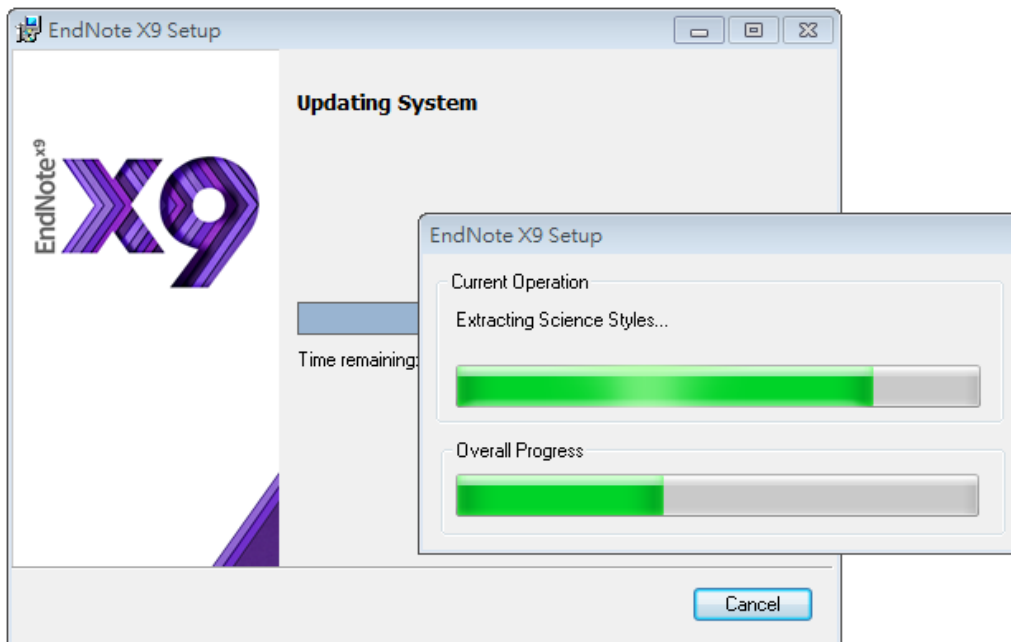 EndNote X9 Setup
EndNote x9
X9
Updating System
Time remaining:
EndNote X9 Setup
Current Operation
Extracting Science Styles...
Overall Progress
Cancel